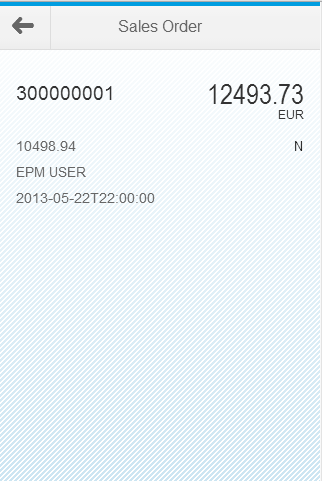 Sales Order
300000001 12493.73
EUR
10498.94 N
EPM USER
2013-05-22T22:00:00